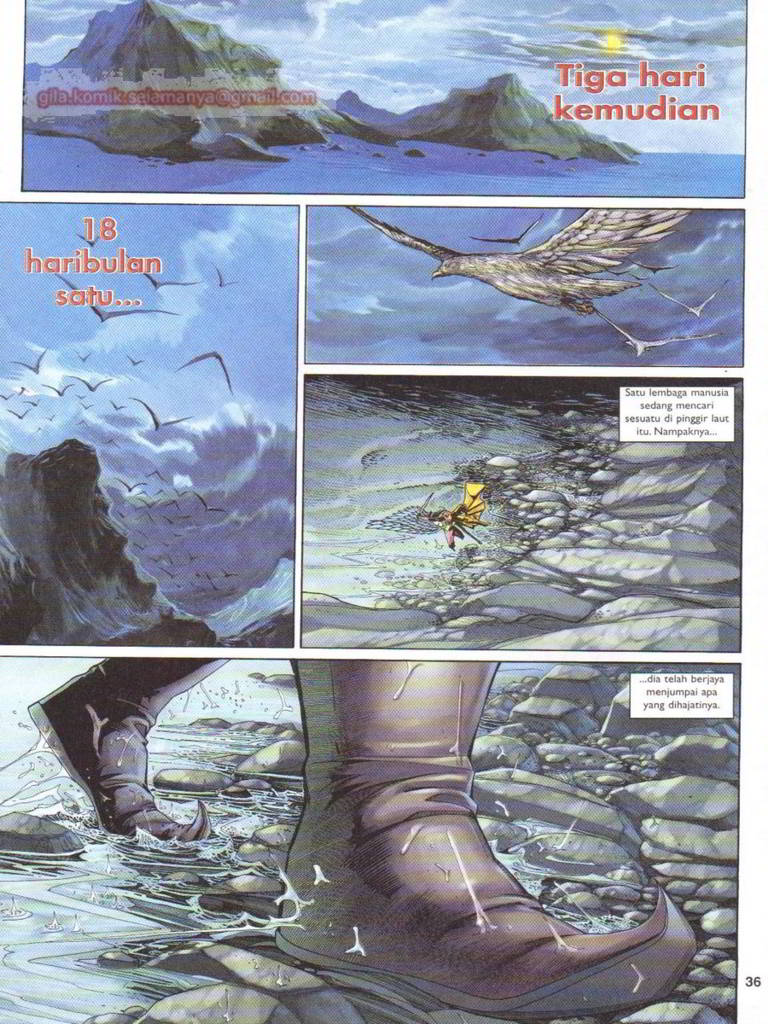 Tiga hari
kemudian
gila.komik.selamanya@gmail.com
18
haribulan
satu...
Satu lembaga manusia
sedang mencari
sesuatu di pinggir laut
itu. Nampaknya...
...dia telah berjaya
menjumpai apa
yang dihajatinya.
36